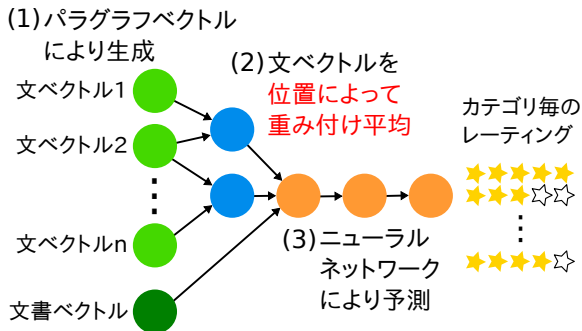 (1)パラグラフベクトル
により生成
文ベクトル1
文ベクトル2
文ベクトルn
文書ベクトル
(2)文ベクトルを
位置によって
重み付け平均
(3)ニューラル
ネットワーク
により予測
カテゴリ毎の
レーティング